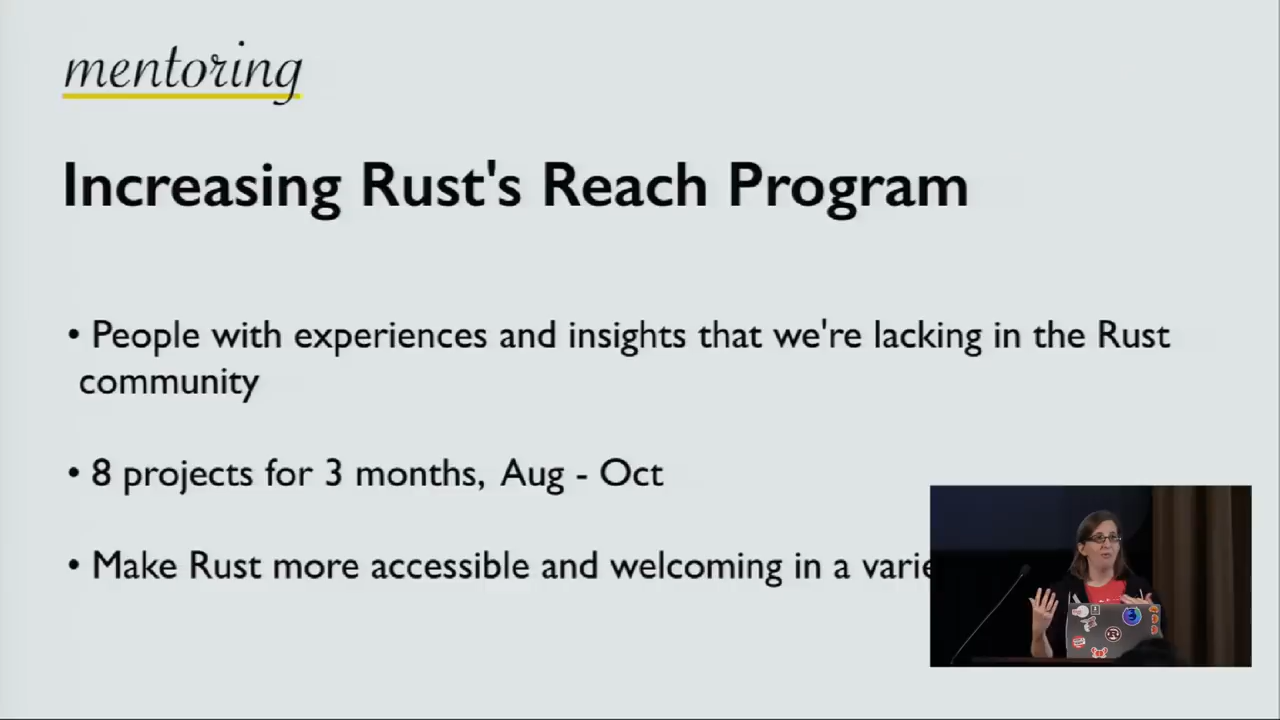 mentoring
Increasing Rust's Reach Program
• People with experiences and insights that we're lacking in the Rust
community
• 8 projects for 3 months, Aug - Oct
• Make Rust more accessible and welcoming in a